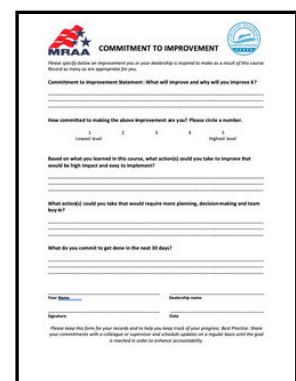 MRAA
COMMITMENT TO IMPROVEMENT
Please specify below an improvement you or your dealership is inspired to make as a result of this course
Record as many as are appropriate for you.
Commitment to Improvement Statement: What will improve and why will you improve it?
How committed to making the above improvement are you? Please circle a number.
1 2 3 4 5
Lowest level Highest level
Based on what you learned in this course, what action(s) could you take to improve that
would be high impact and easy to implement?
What action(s) could you take that would require more planning, decision-making and team
buy-in?
What do you commit to get done in the next 30 days?
Your Name Dealership name
Signature Date
Please keep this form for your records and to help you keep track of your progress. Best Practice: Share
your commitments with a colleague or supervisor and schedule updates on a regular basis until the goal
is reached in order to enhance accountability.